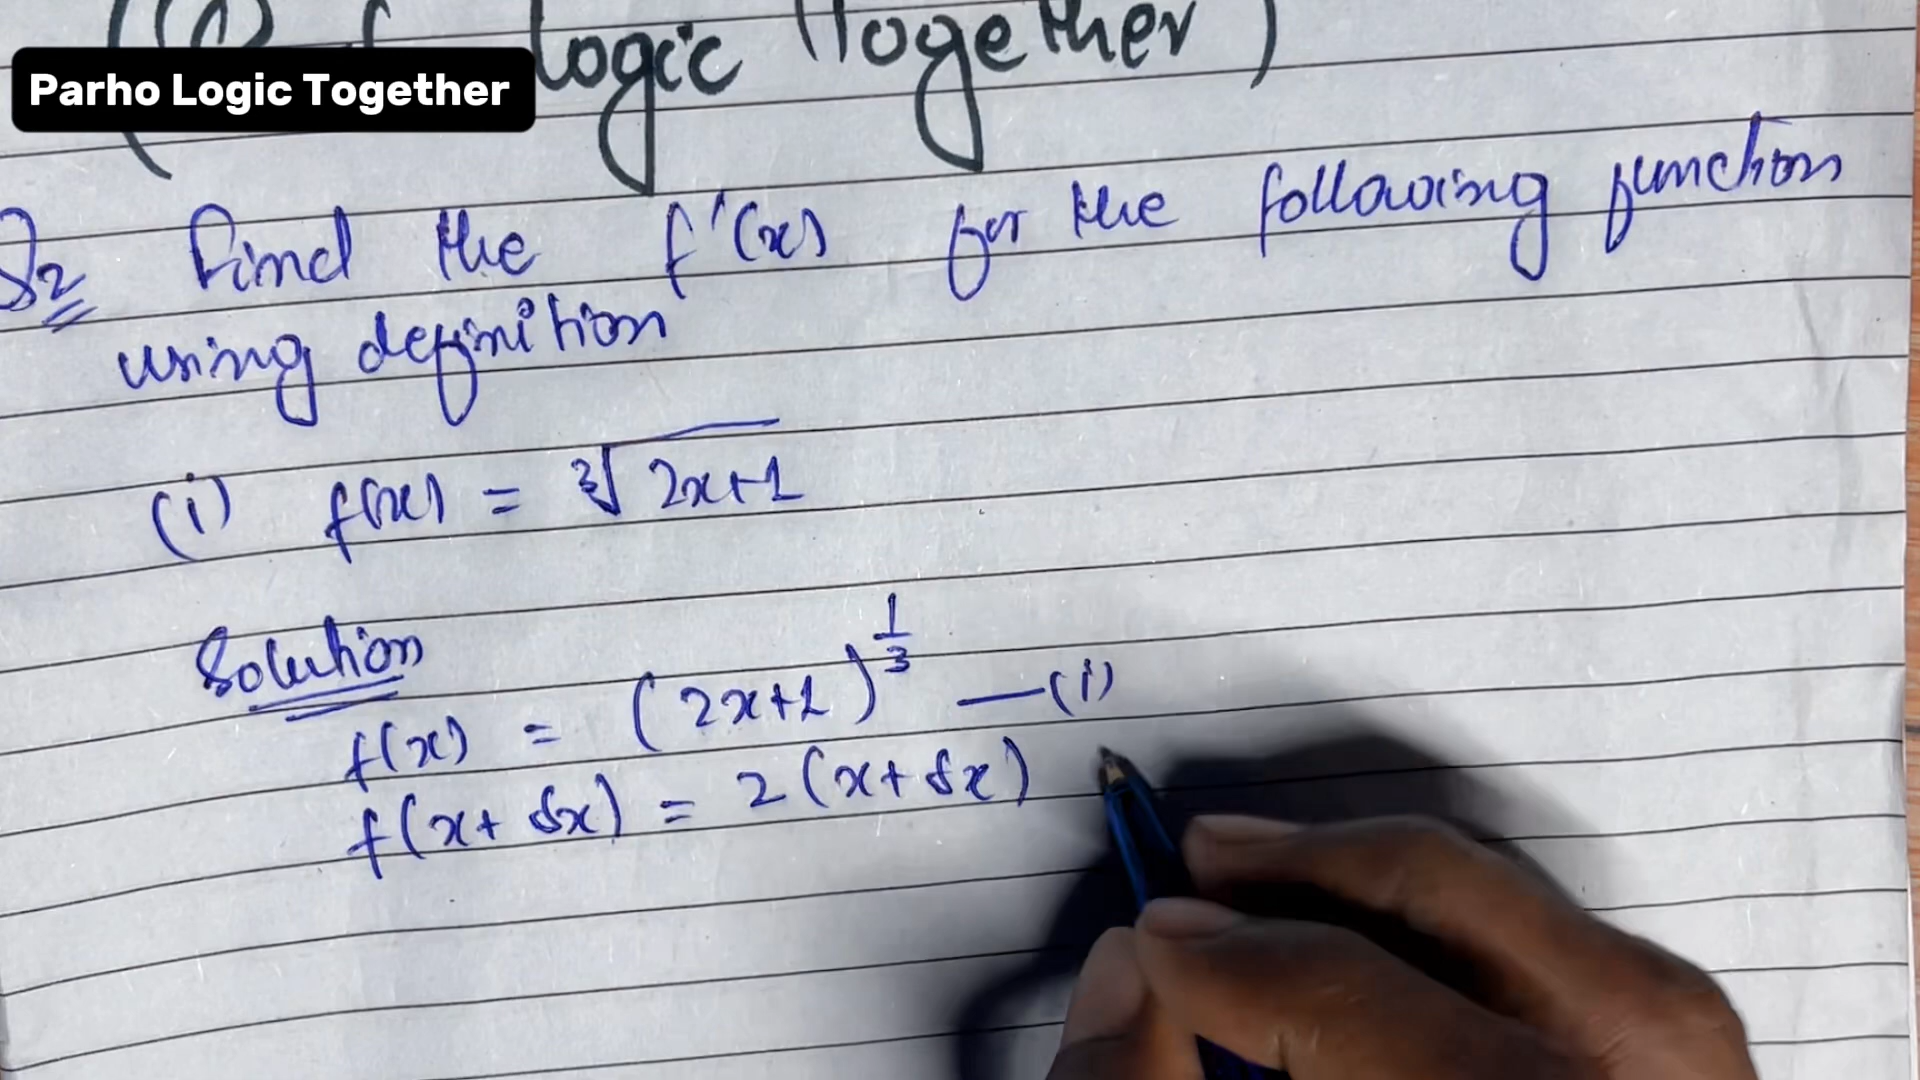 logic Together)
Parho Logic Together
Q2 Find the f'(x) for the following function
using definition
(i) f(x) = ∛2x+1
Solution
f(x) = (2x+1)^1/3 —(i)
f(x+δx) = 2(x+δx)